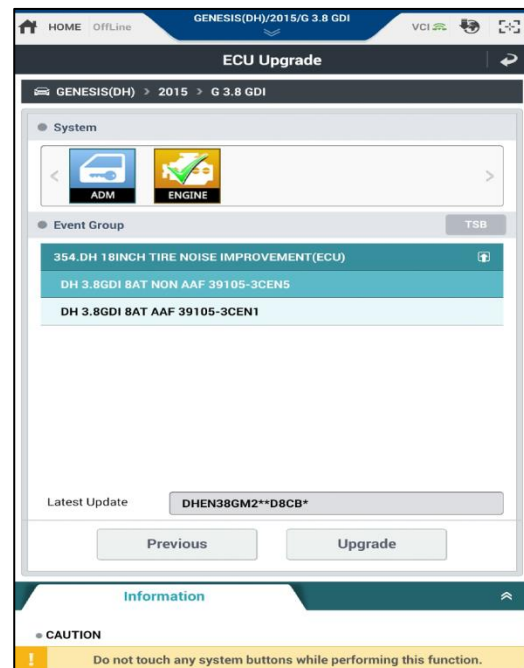 GENESIS(DH)/2015/G 3.8 GDI
HOME OffLine VCI
ECU Upgrade
GENESIS(DH) > 2015 > G 3.8 GDI
System
< ADM ENGINE >
Event Group TSB
354.DH 18INCH TIRE NOISE IMPROVEMENT(ECU)
DH 3.8GDI 8AT NON AAF 39105-3CEN5
DH 3.8GDI 8AT AAF 39105-3CEN1
Latest Update DHEN38GM2**D8CB*
Previous Upgrade
Information
CAUTION
! Do not touch any system buttons while performing this function.